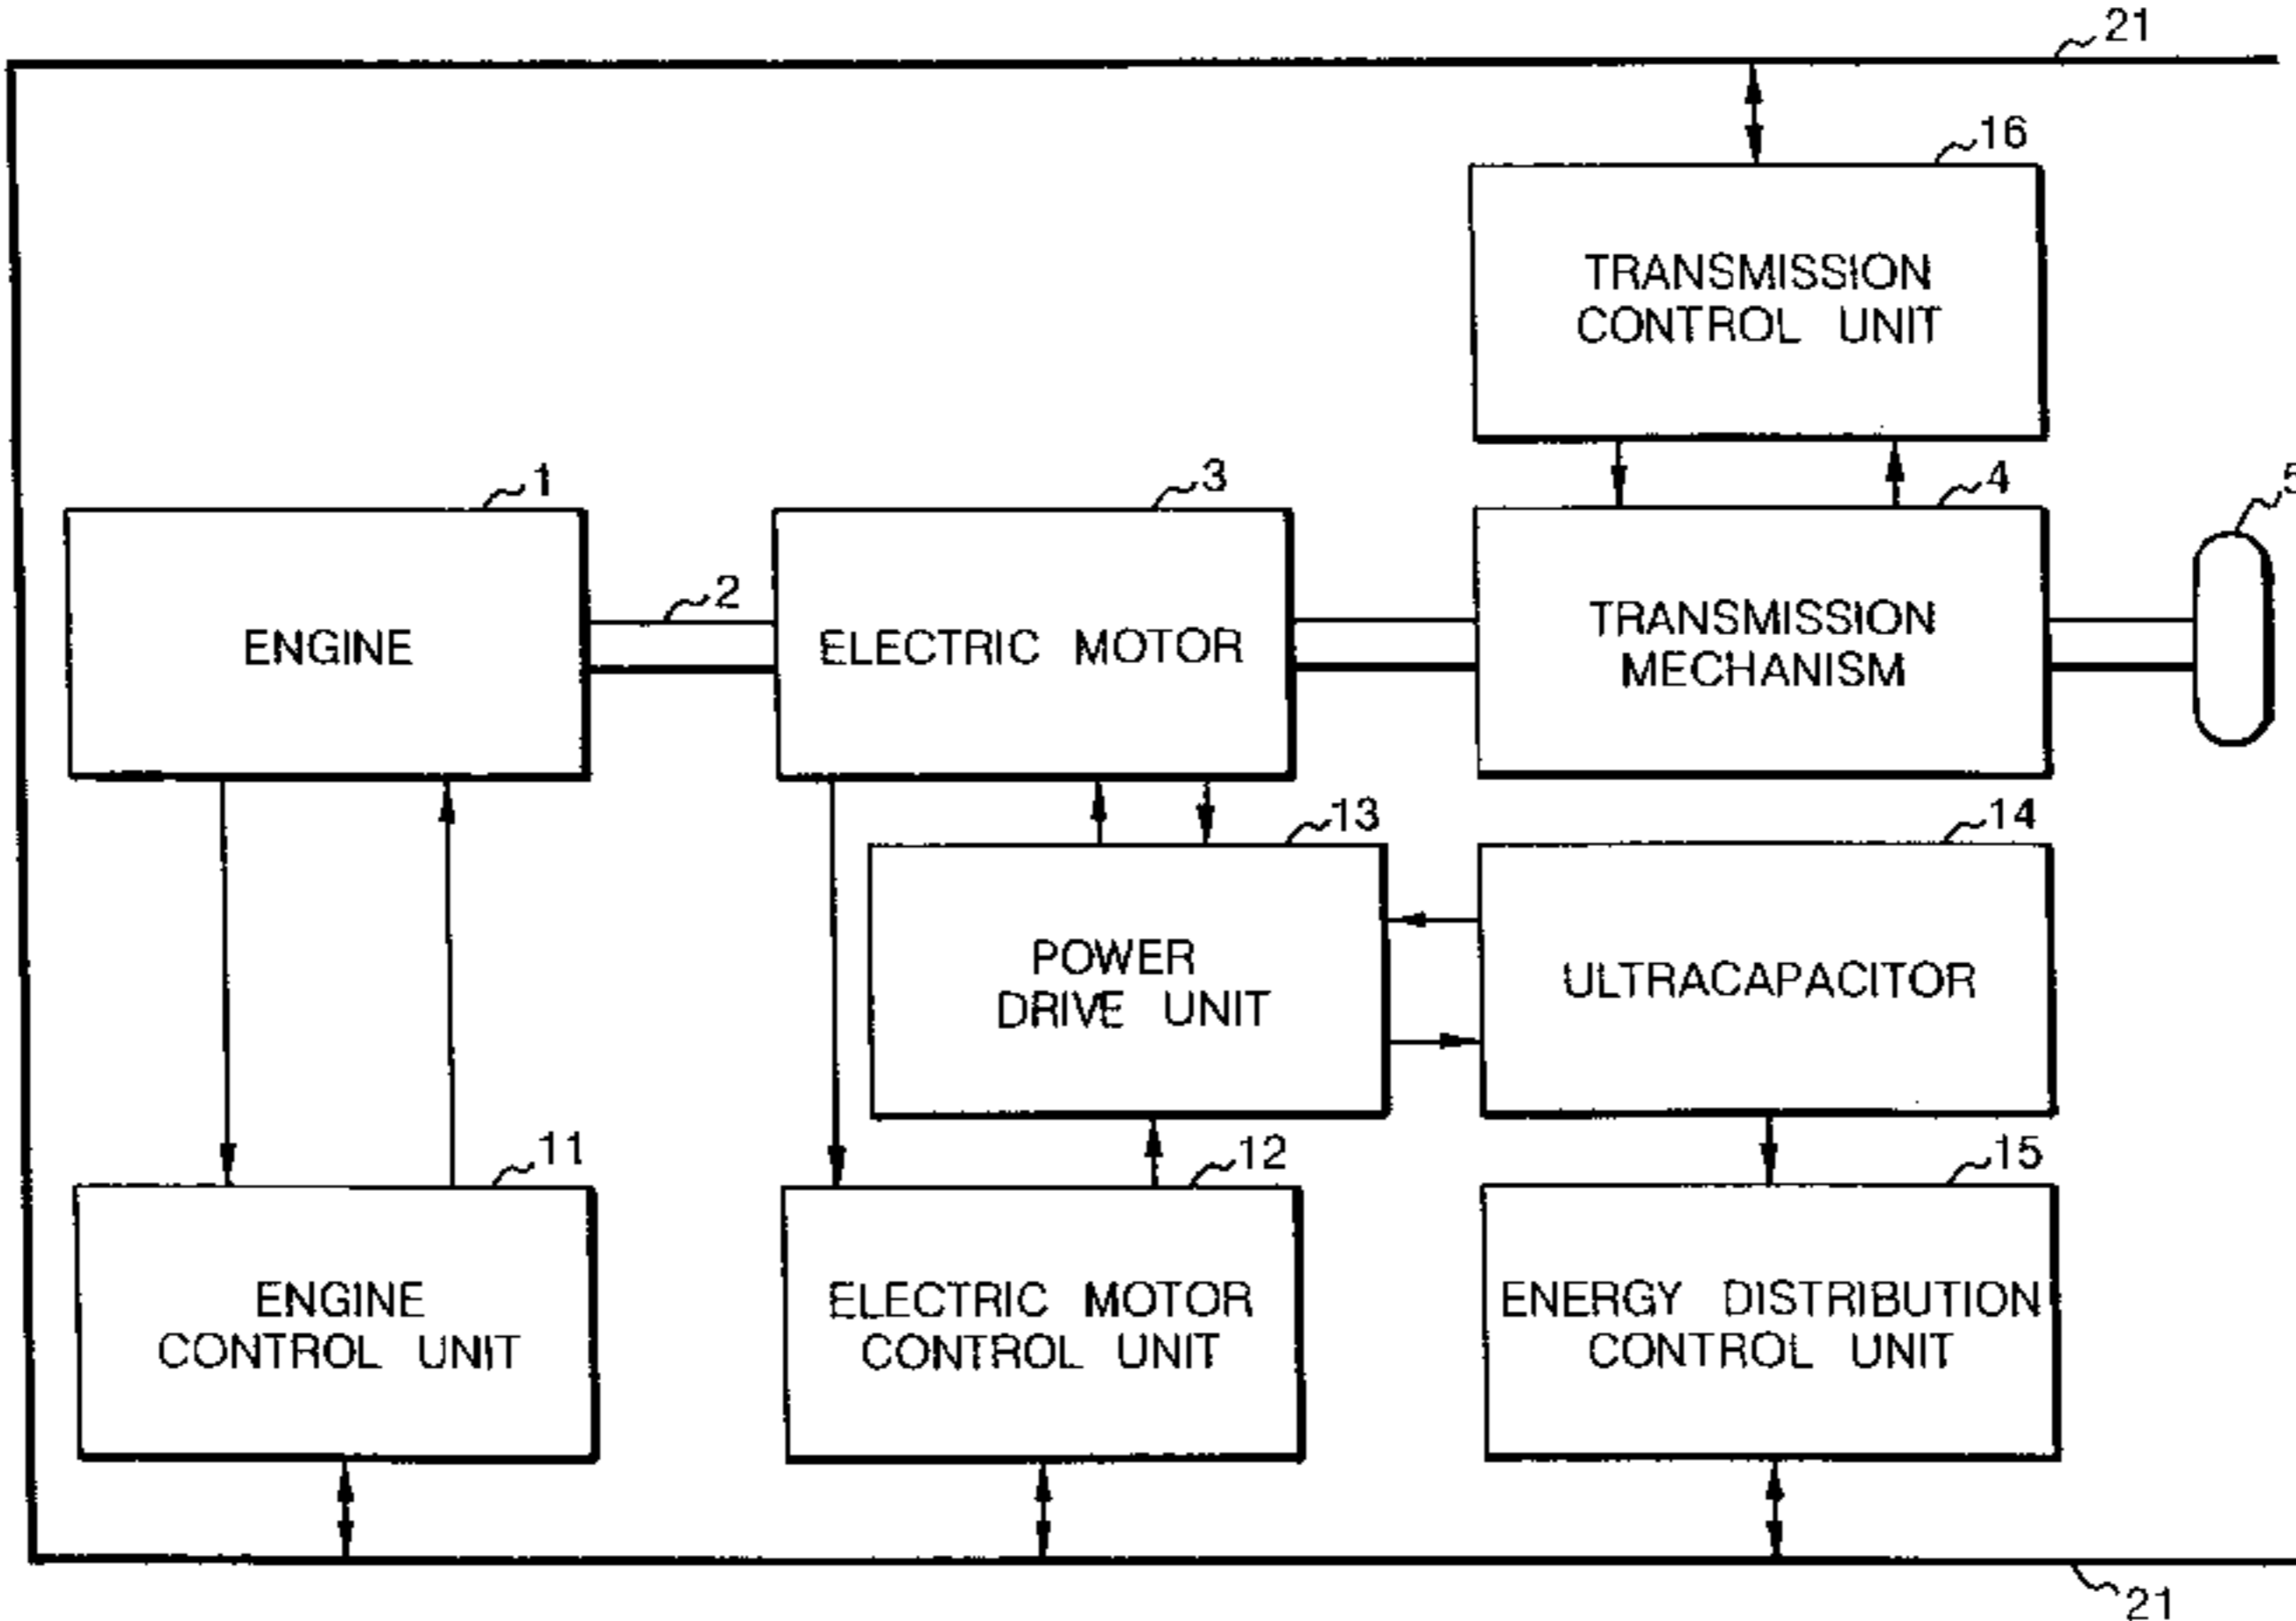 21
16
TRANSMISSION
CONTROL UNIT
1
3
4
5
2
ENGINE
ELECTRIC MOTOR
TRANSMISSION
MECHANISM
13
14
POWER
DRIVE UNIT
ULTRACAPACITOR
11
12
15
ENGINE
CONTROL UNIT
ELECTRIC MOTOR
CONTROL UNIT
ENERGY DISTRIBUTION
CONTROL UNIT
21